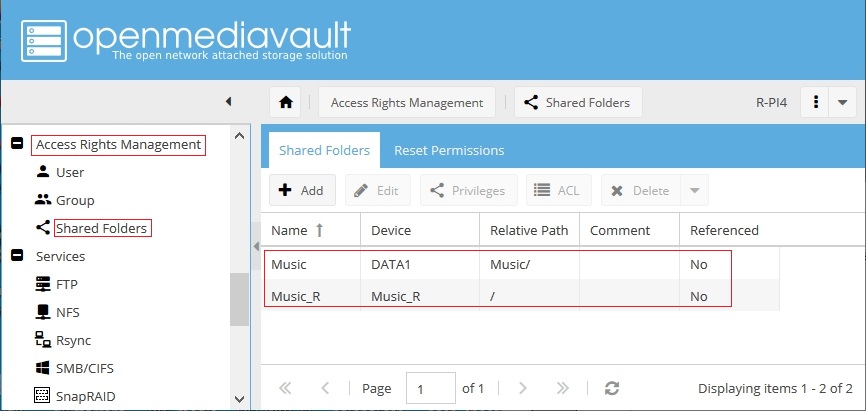 openmediavault
The open network attached storage solution
Access Rights Management
Shared Folders
R-PI4
Access Rights Management
User
Group
Shared Folders
Services
FTP
NFS
Rsync
SMB/CIFS
SnapRAID
Shared Folders Reset Permissions
Add Edit Privileges ACL Delete
Name Device Relative Path Comment Referenced
Music DATA1 Music/ No
Music_R Music_R / No
Page 1 of 1 Displaying items 1 - 2 of 2